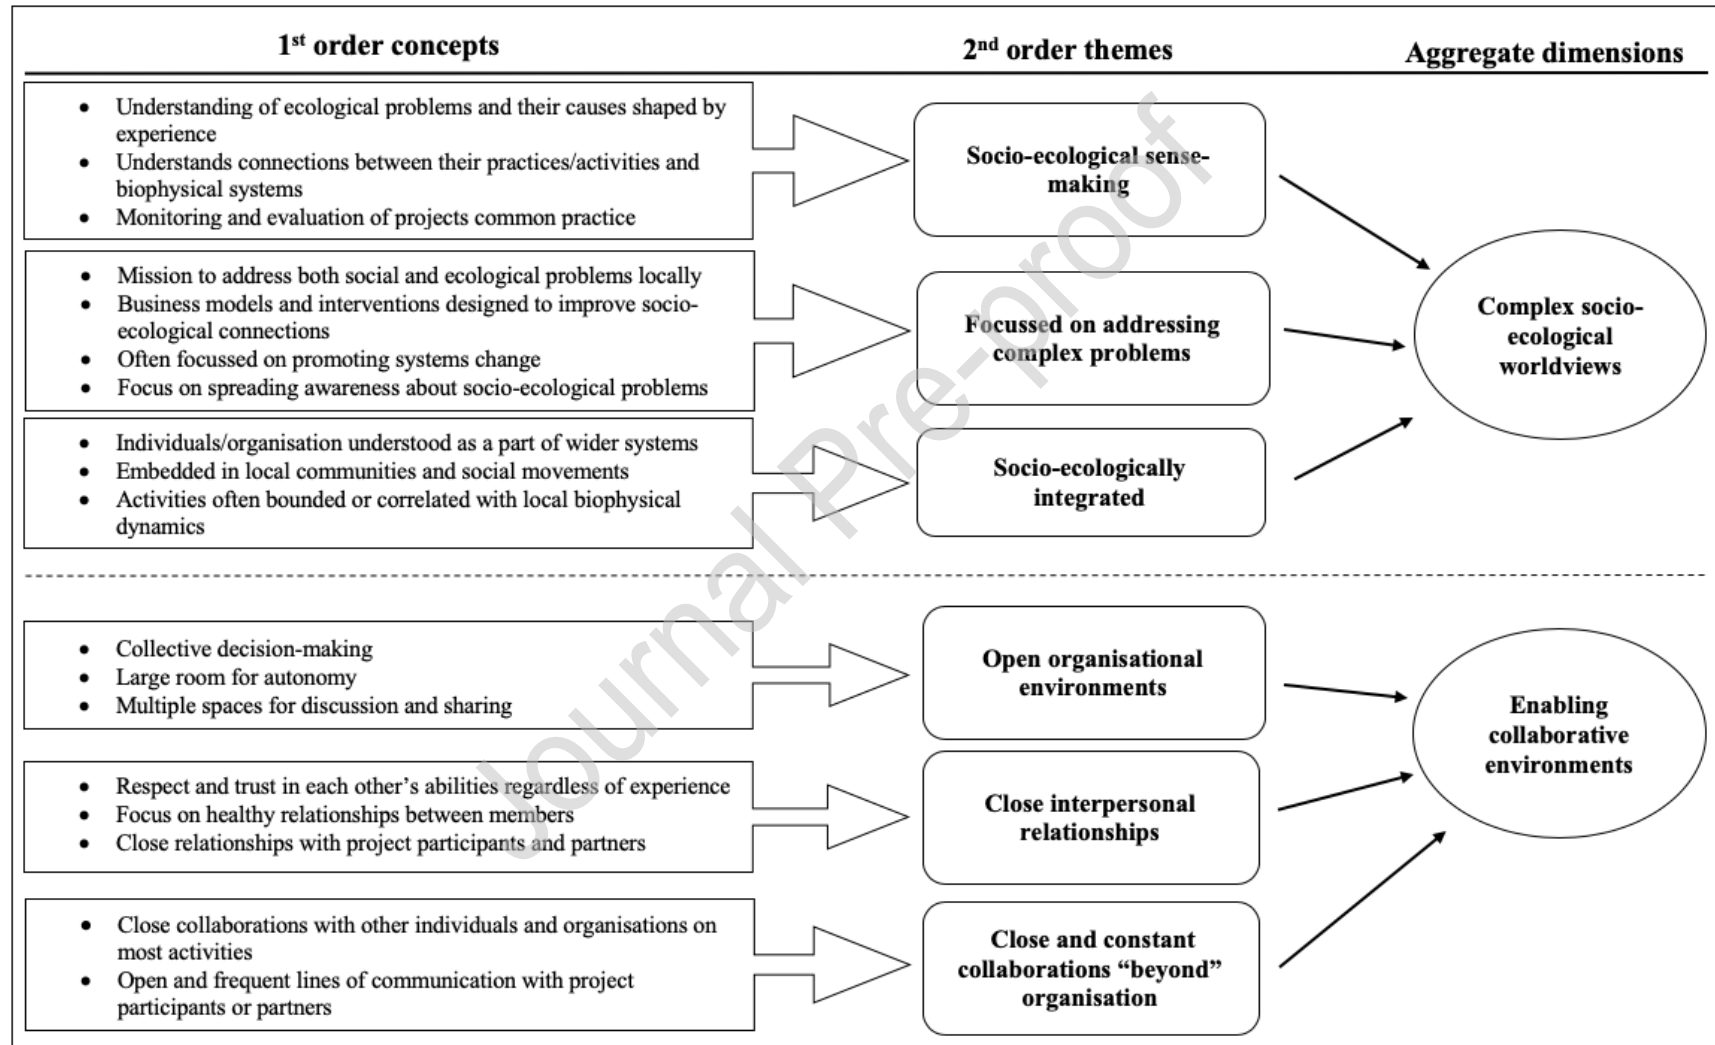 1st order concepts
2nd order themes
Aggregate dimensions
• Understanding of ecological problems and their causes shaped by
experience
• Understands connections between their practices/activities and
biophysical systems
• Monitoring and evaluation of projects common practice
Socio-ecological sense-
making
• Mission to address both social and ecological problems locally
• Business models and interventions designed to improve socio-
ecological connections
• Often focussed on promoting systems change
• Focus on spreading awareness about socio-ecological problems
Focussed on addressing
complex problems
• Individuals/organisation understood as a part of wider systems
• Embedded in local communities and social movements
• Activities often bounded or correlated with local biophysical
dynamics
Socio-ecologically
integrated
Complex socio-
ecological
worldviews
• Collective decision-making
• Large room for autonomy
• Multiple spaces for discussion and sharing
Open organisational
environments
• Respect and trust in each other’s abilities regardless of experience
• Focus on healthy relationships between members
• Close relationships with project participants and partners
Close interpersonal
relationships
• Close collaborations with other individuals and organisations on
most activities
• Open and frequent lines of communication with project
participants or partners
Close and constant
collaborations “beyond”
organisation
Enabling
collaborative
environments
Journal Pre-proof